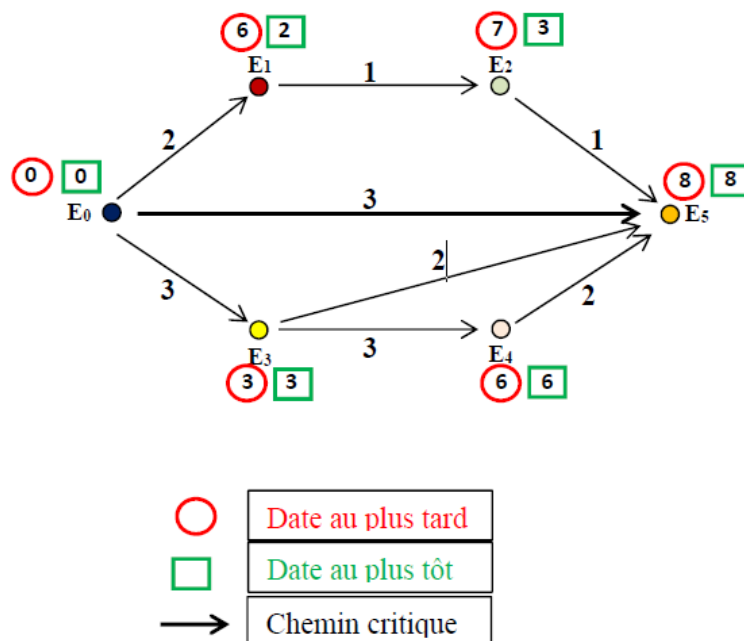 6 2
7 3
E1
E2
1
2
1
0 0
8 8
E0
3
E5
2
3
2
E3
3
E4
3 3
6 6
Date au plus tard
Date au plus tôt
Chemin critique